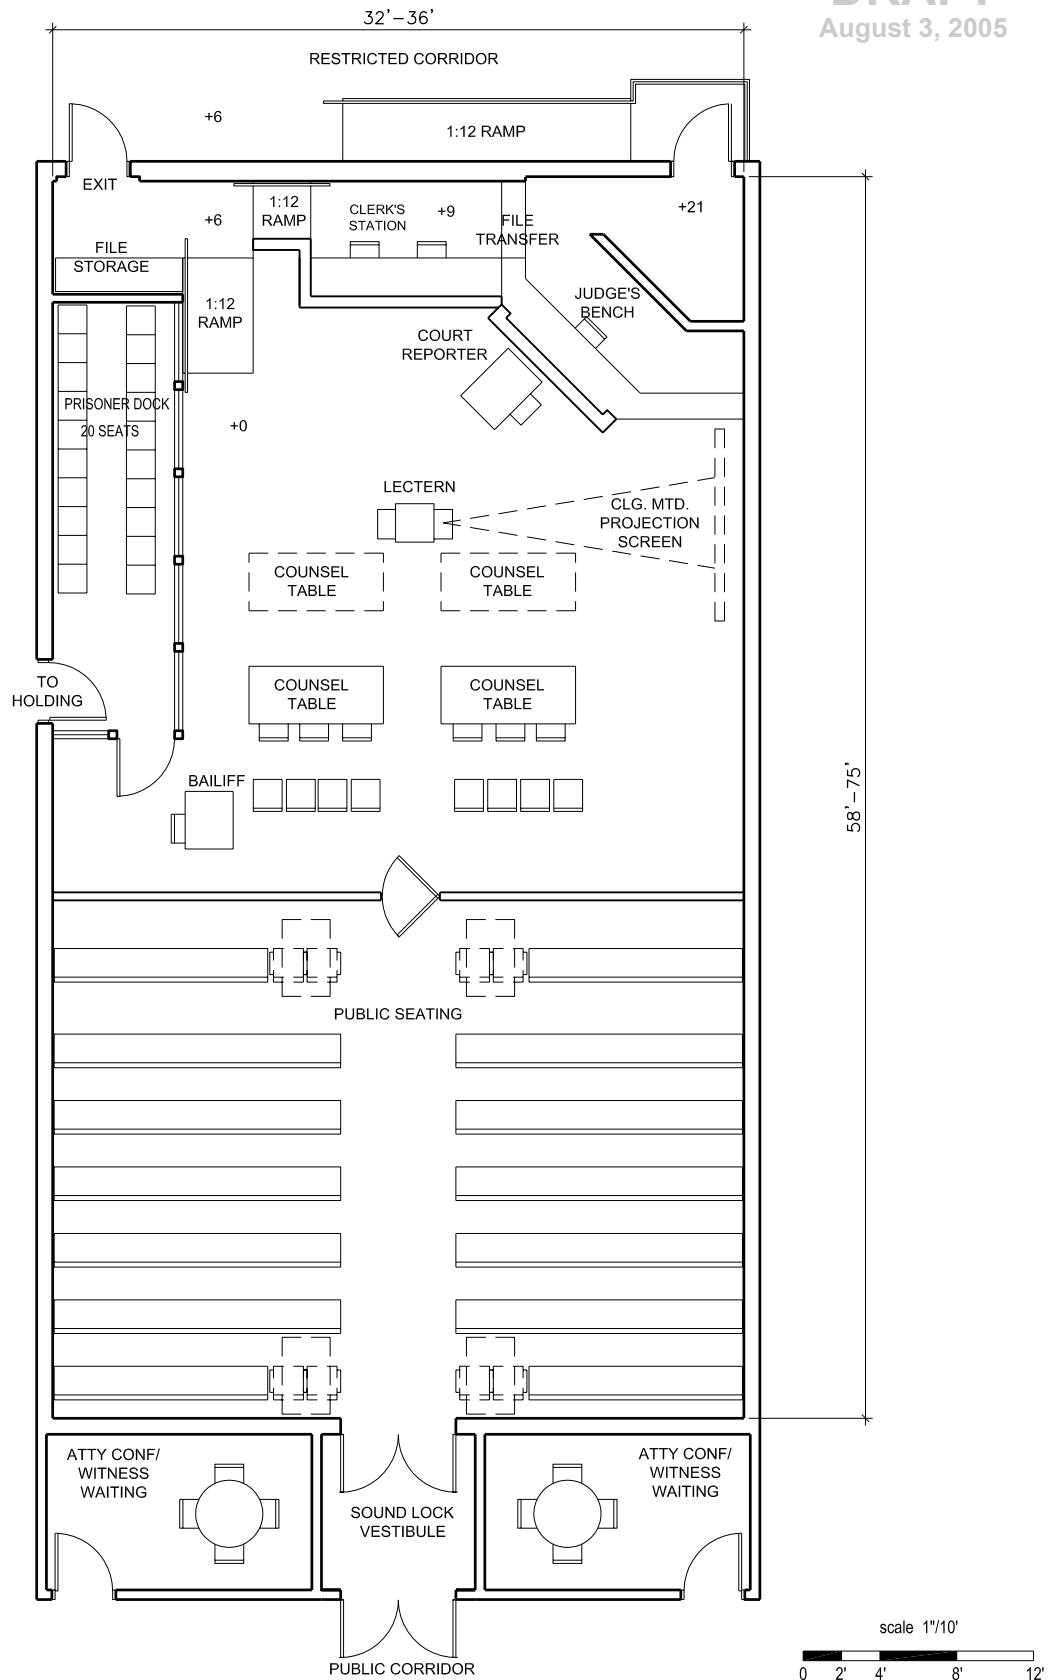 DRAFT
August 3, 2005
32'-36'
RESTRICTED CORRIDOR
+6
1:12 RAMP
EXIT
+6
1:12
RAMP
CLERK'S
STATION
+9
FILE
TRANSFER
+21
FILE
STORAGE
1:12
RAMP
JUDGE'S
BENCH
COURT
REPORTER
PRISONER DOCK
20 SEATS
+0
LECTERN
CLG. MTD.
PROJECTION
SCREEN
COUNSEL
TABLE
COUNSEL
TABLE
TO
HOLDING
COUNSEL
TABLE
COUNSEL
TABLE
BAILIFF
58'-75'
PUBLIC SEATING
ATTY CONF/
WITNESS
WAITING
ATTY CONF/
WITNESS
WAITING
SOUND LOCK
VESTIBULE
PUBLIC CORRIDOR
scale 1"/10'
0 2' 4' 8' 12'